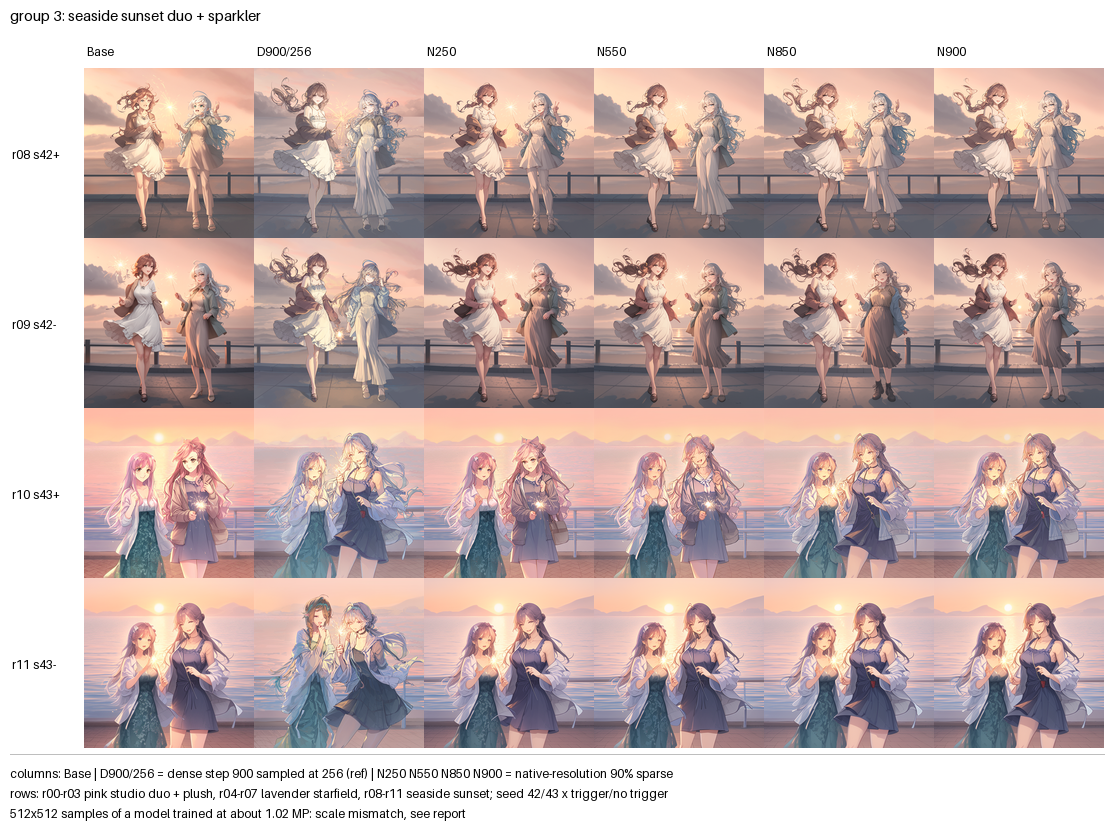 group 3: seaside sunset duo + sparkler
Base D900/256 N250 N550 N850 N900
r08 s42+
r09 s42-
r10 s43+
r11 s43-
columns: Base | D900/256 = dense step 900 sampled at 256 (ref) | N250 N550 N850 N900 = native-resolution 90% sparse
rows: r00-r03 pink studio duo + plush, r04-r07 lavender starfield, r08-r11 seaside sunset; seed 42/43 x trigger/no trigger
512x512 samples of a model trained at about 1.02 MP: scale mismatch, see report